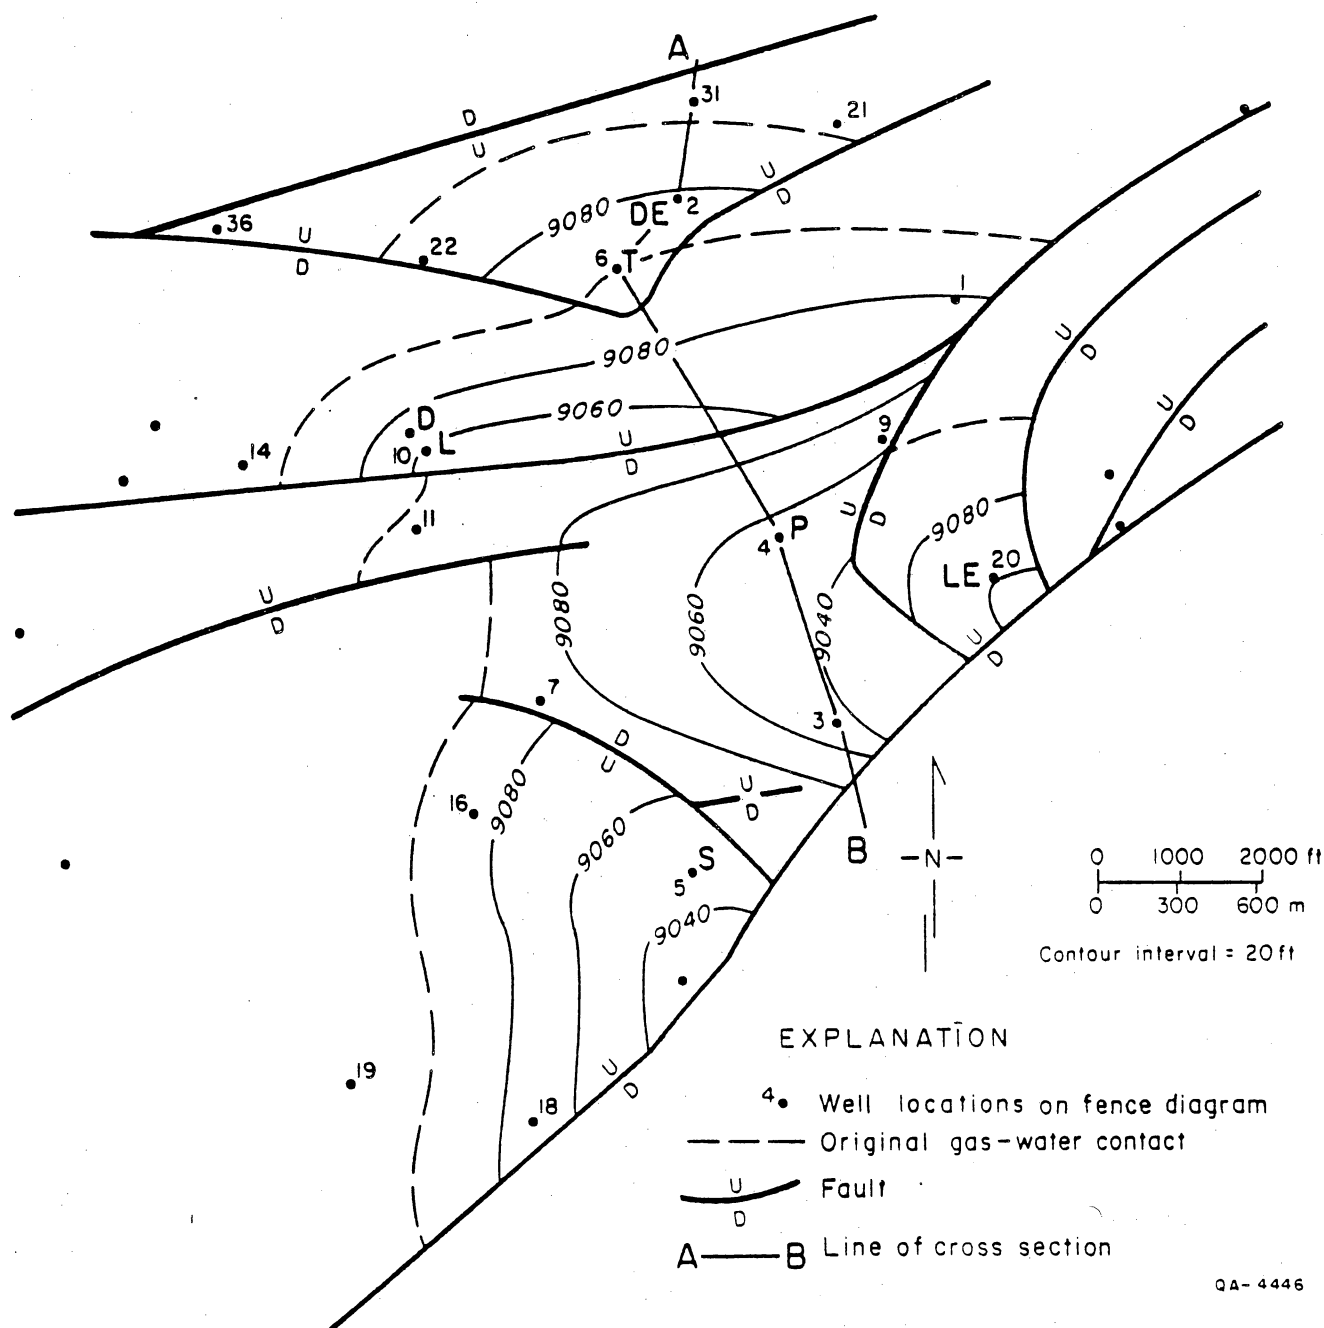 A
31
21
D
U
U
D
36
U
D
22
9080
DE
2
6
T
1
9080
U
D
9060
D
10
L
14
U
D
9
U
D
11
U
D
P
4
9080
LE
20
U
D
9080
9060
9040
U
D
7
3
D
U
U
D
16
9080
9060
B
S
5
9040
-N-
0 1000 2000 ft
0 300 600 m
Contour interval = 20 ft
19
18
U
D
EXPLANATION
4 Well locations on fence diagram
Original gas-water contact
U
D
Fault
A B Line of cross section
QA-4446